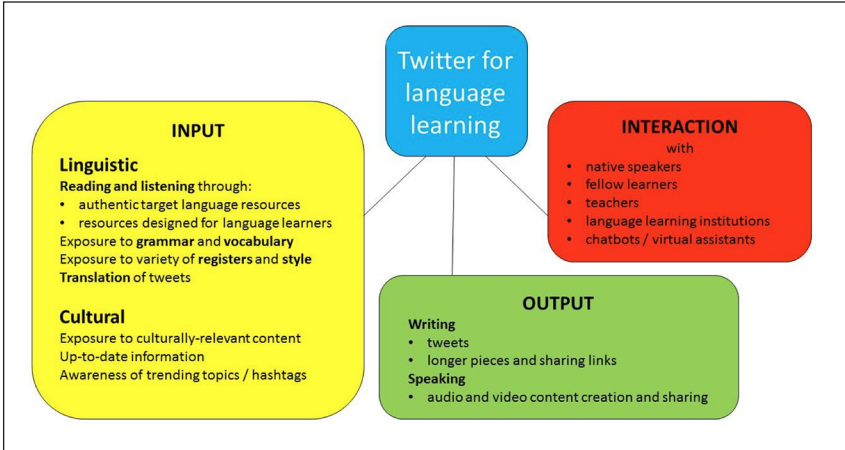 Twitter for
language
learning
INPUT
Linguistic
Reading and listening through:
• authentic target language resources
• resources designed for language learners
Exposure to grammar and vocabulary
Exposure to variety of registers and style
Translation of tweets
Cultural
Exposure to culturally-relevant content
Up-to-date information
Awareness of trending topics / hashtags
INTERACTION
with
• native speakers
• fellow learners
• teachers
• language learning institutions
• chatbots / virtual assistants
OUTPUT
Writing
• tweets
• longer pieces and sharing links
Speaking
• audio and video content creation and sharing